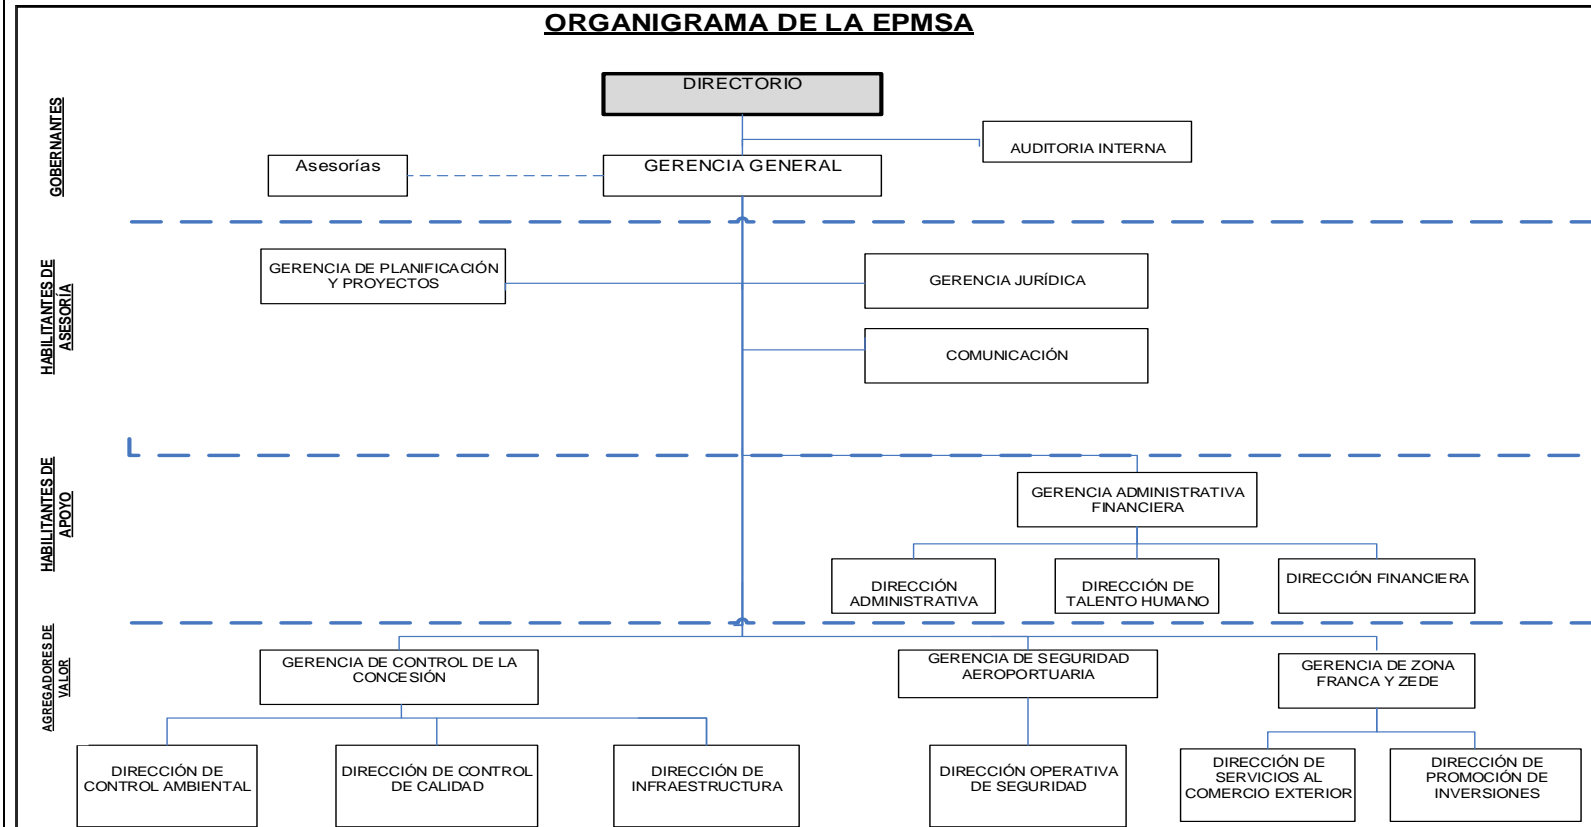 ORGANIGRAMA DE LA EPMSA
GOBERNANTES
DIRECTORIO
AUDITORIA INTERNA
Asesorías
GERENCIA GENERAL
HABILITANTES DE
ASESORÍA
GERENCIA DE PLANIFICACIÓN
Y PROYECTOS
GERENCIA JURÍDICA
COMUNICACIÓN
HABILITANTES DE
APOYO
GERENCIA ADMINISTRATIVA
FINANCIERA
DIRECCIÓN
ADMINISTRATIVA
DIRECCIÓN DE
TALENTO HUMANO
DIRECCIÓN FINANCIERA
AGREGADORES DE
VALOR
GERENCIA DE CONTROL DE LA
CONCESIÓN
GERENCIA DE SEGURIDAD
AEROPORTUARIA
GERENCIA DE ZONA
FRANCA Y ZEDE
DIRECCIÓN DE
CONTROL AMBIENTAL
DIRECCIÓN DE CONTROL
DE CALIDAD
DIRECCIÓN DE
INFRAESTRUCTURA
DIRECCIÓN OPERATIVA
DE SEGURIDAD
DIRECCIÓN DE
SERVICIOS AL
COMERCIO EXTERIOR
DIRECCIÓN DE
PROMOCIÓN DE
INVERSIONES